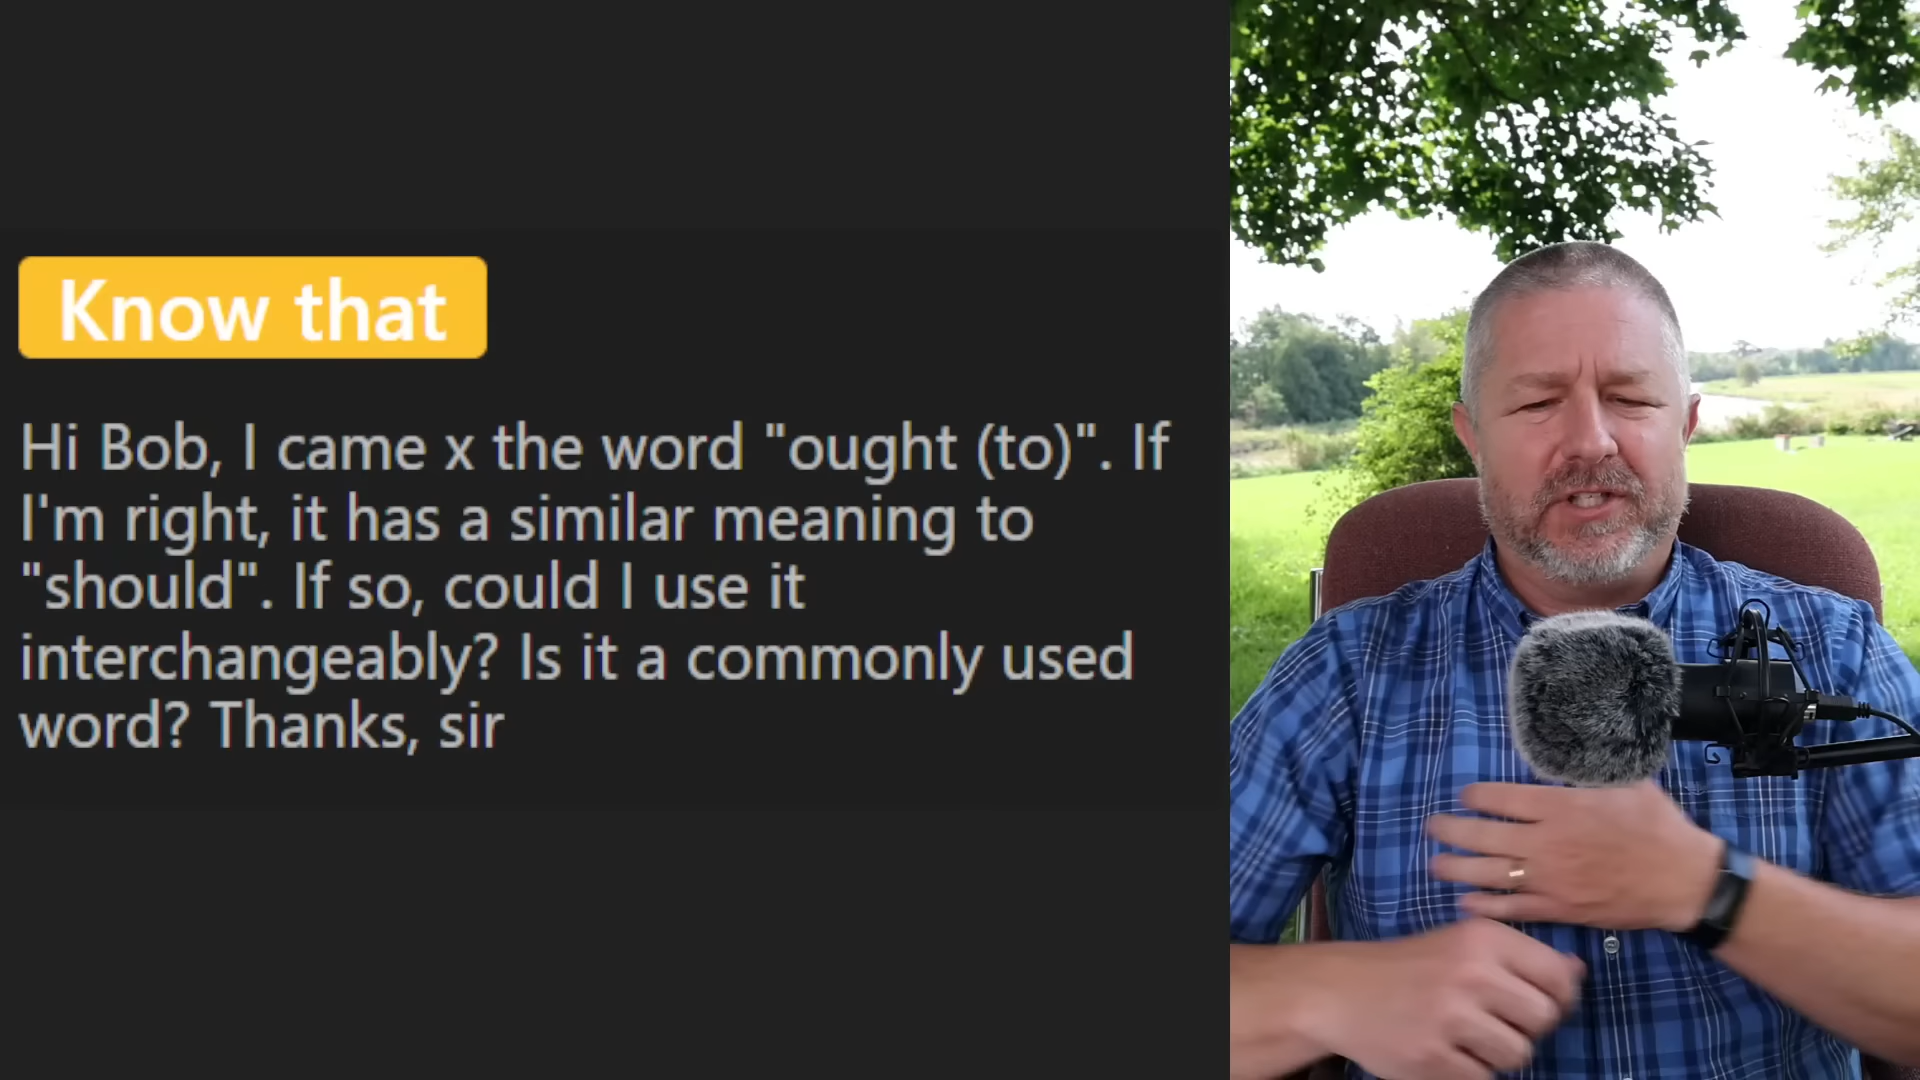 Know that
Hi Bob, I came x the word "ought (to)". If
I'm right, it has a similar meaning to
"should". If so, could I use it
interchangeably? Is it a commonly used
word? Thanks, sir